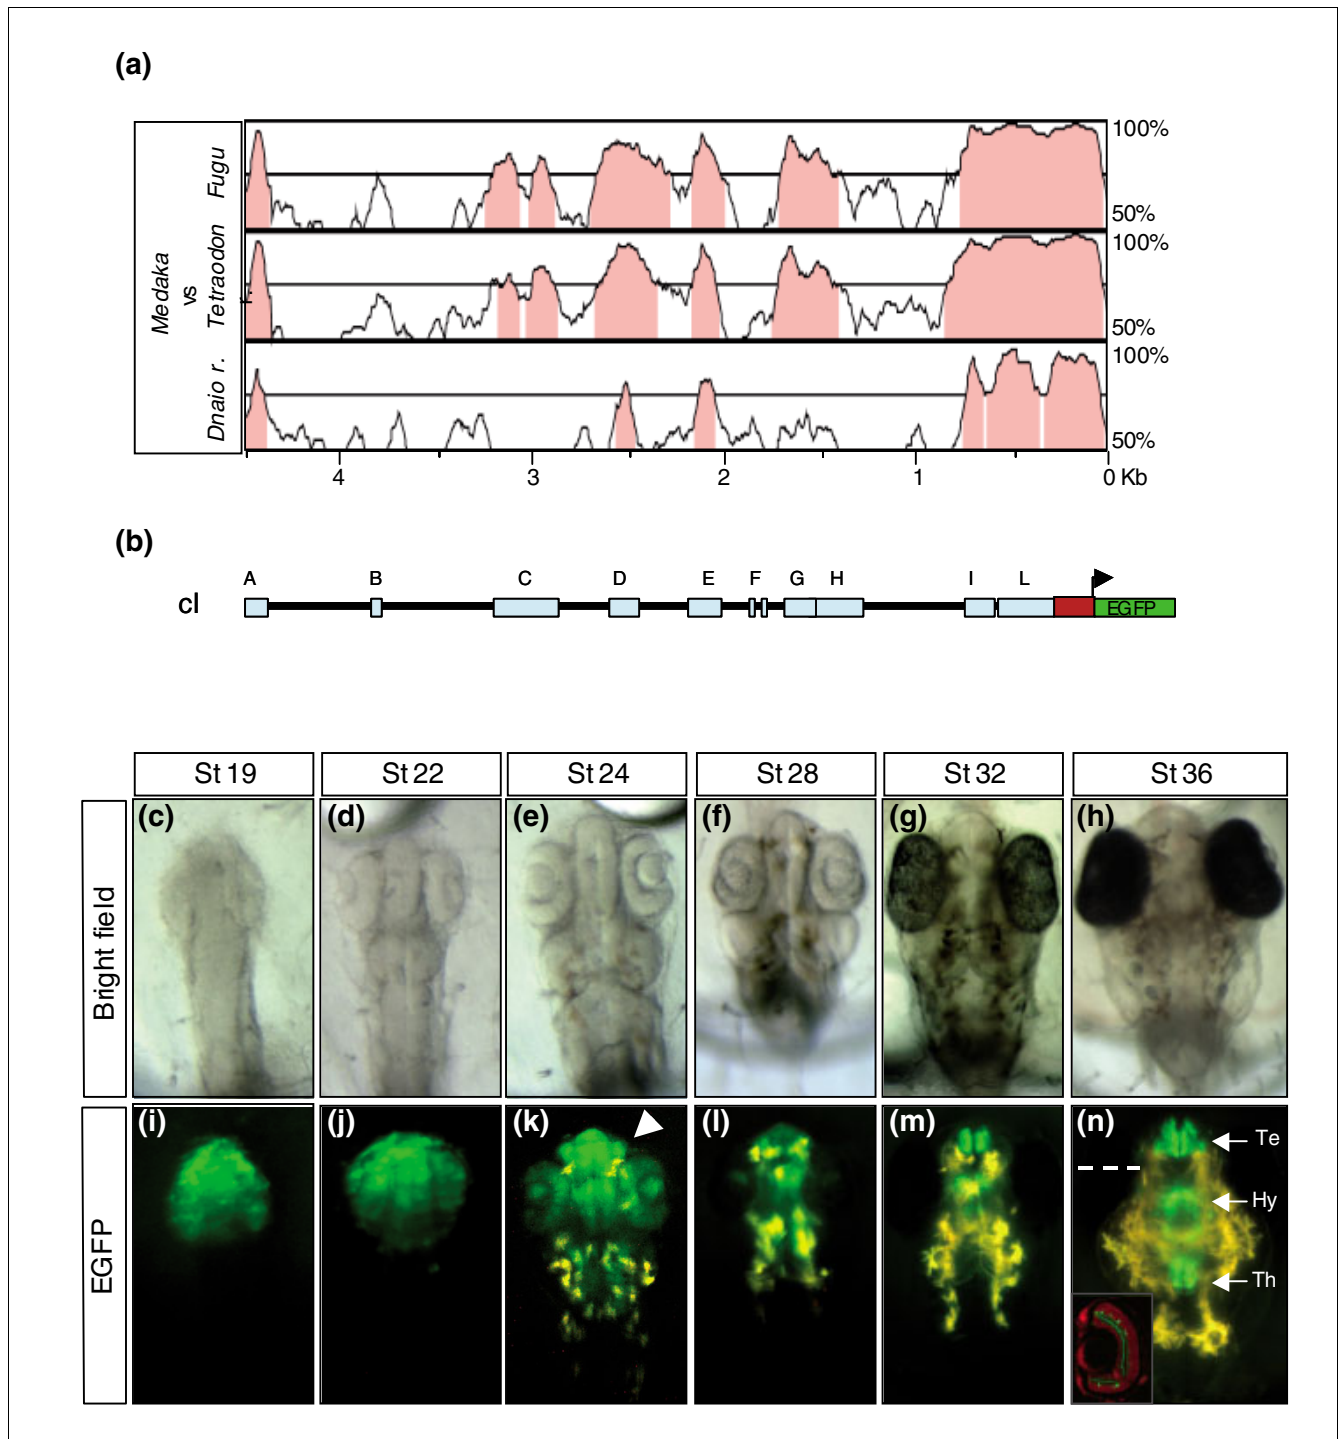 (a)
Medaka
vs
Fugu
Tetraodon
Dnaio r.
100%
50%
100%
50%
100%
50%
4
3
2
1
0 Kb
(b)
A
B
C
D
E
F
G
H
I
L
cI
EGFP
St 19
St 22
St 24
St 28
St 32
St 36
Bright field
(c)
(d)
(e)
(f)
(g)
(h)
EGFP
(i)
(j)
(k)
(l)
(m)
(n)
Te
Hy
Th